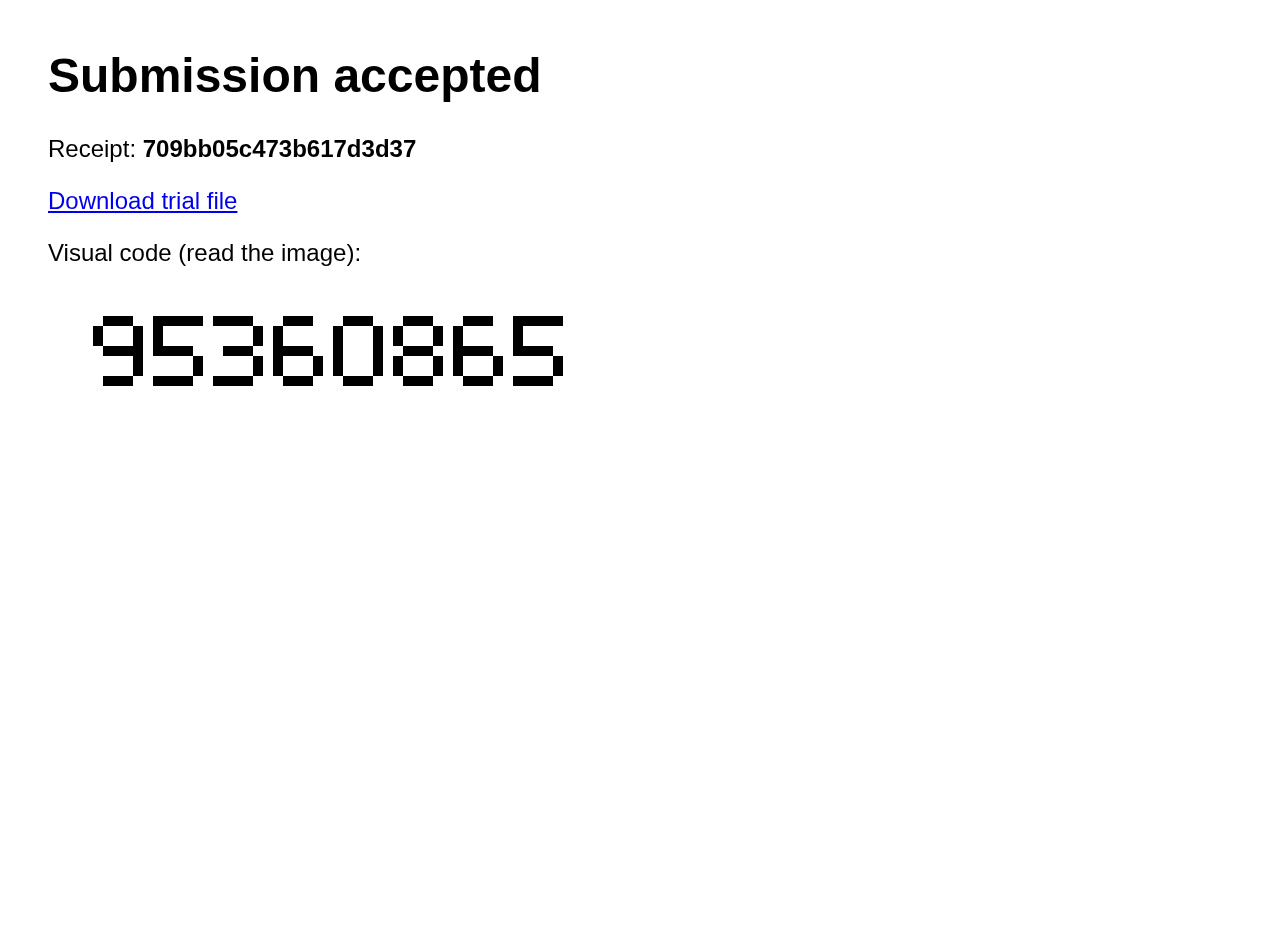 Submission accepted
Receipt: 709bb05c473b617d3d37
Download trial file
Visual code (read the image):
95360865